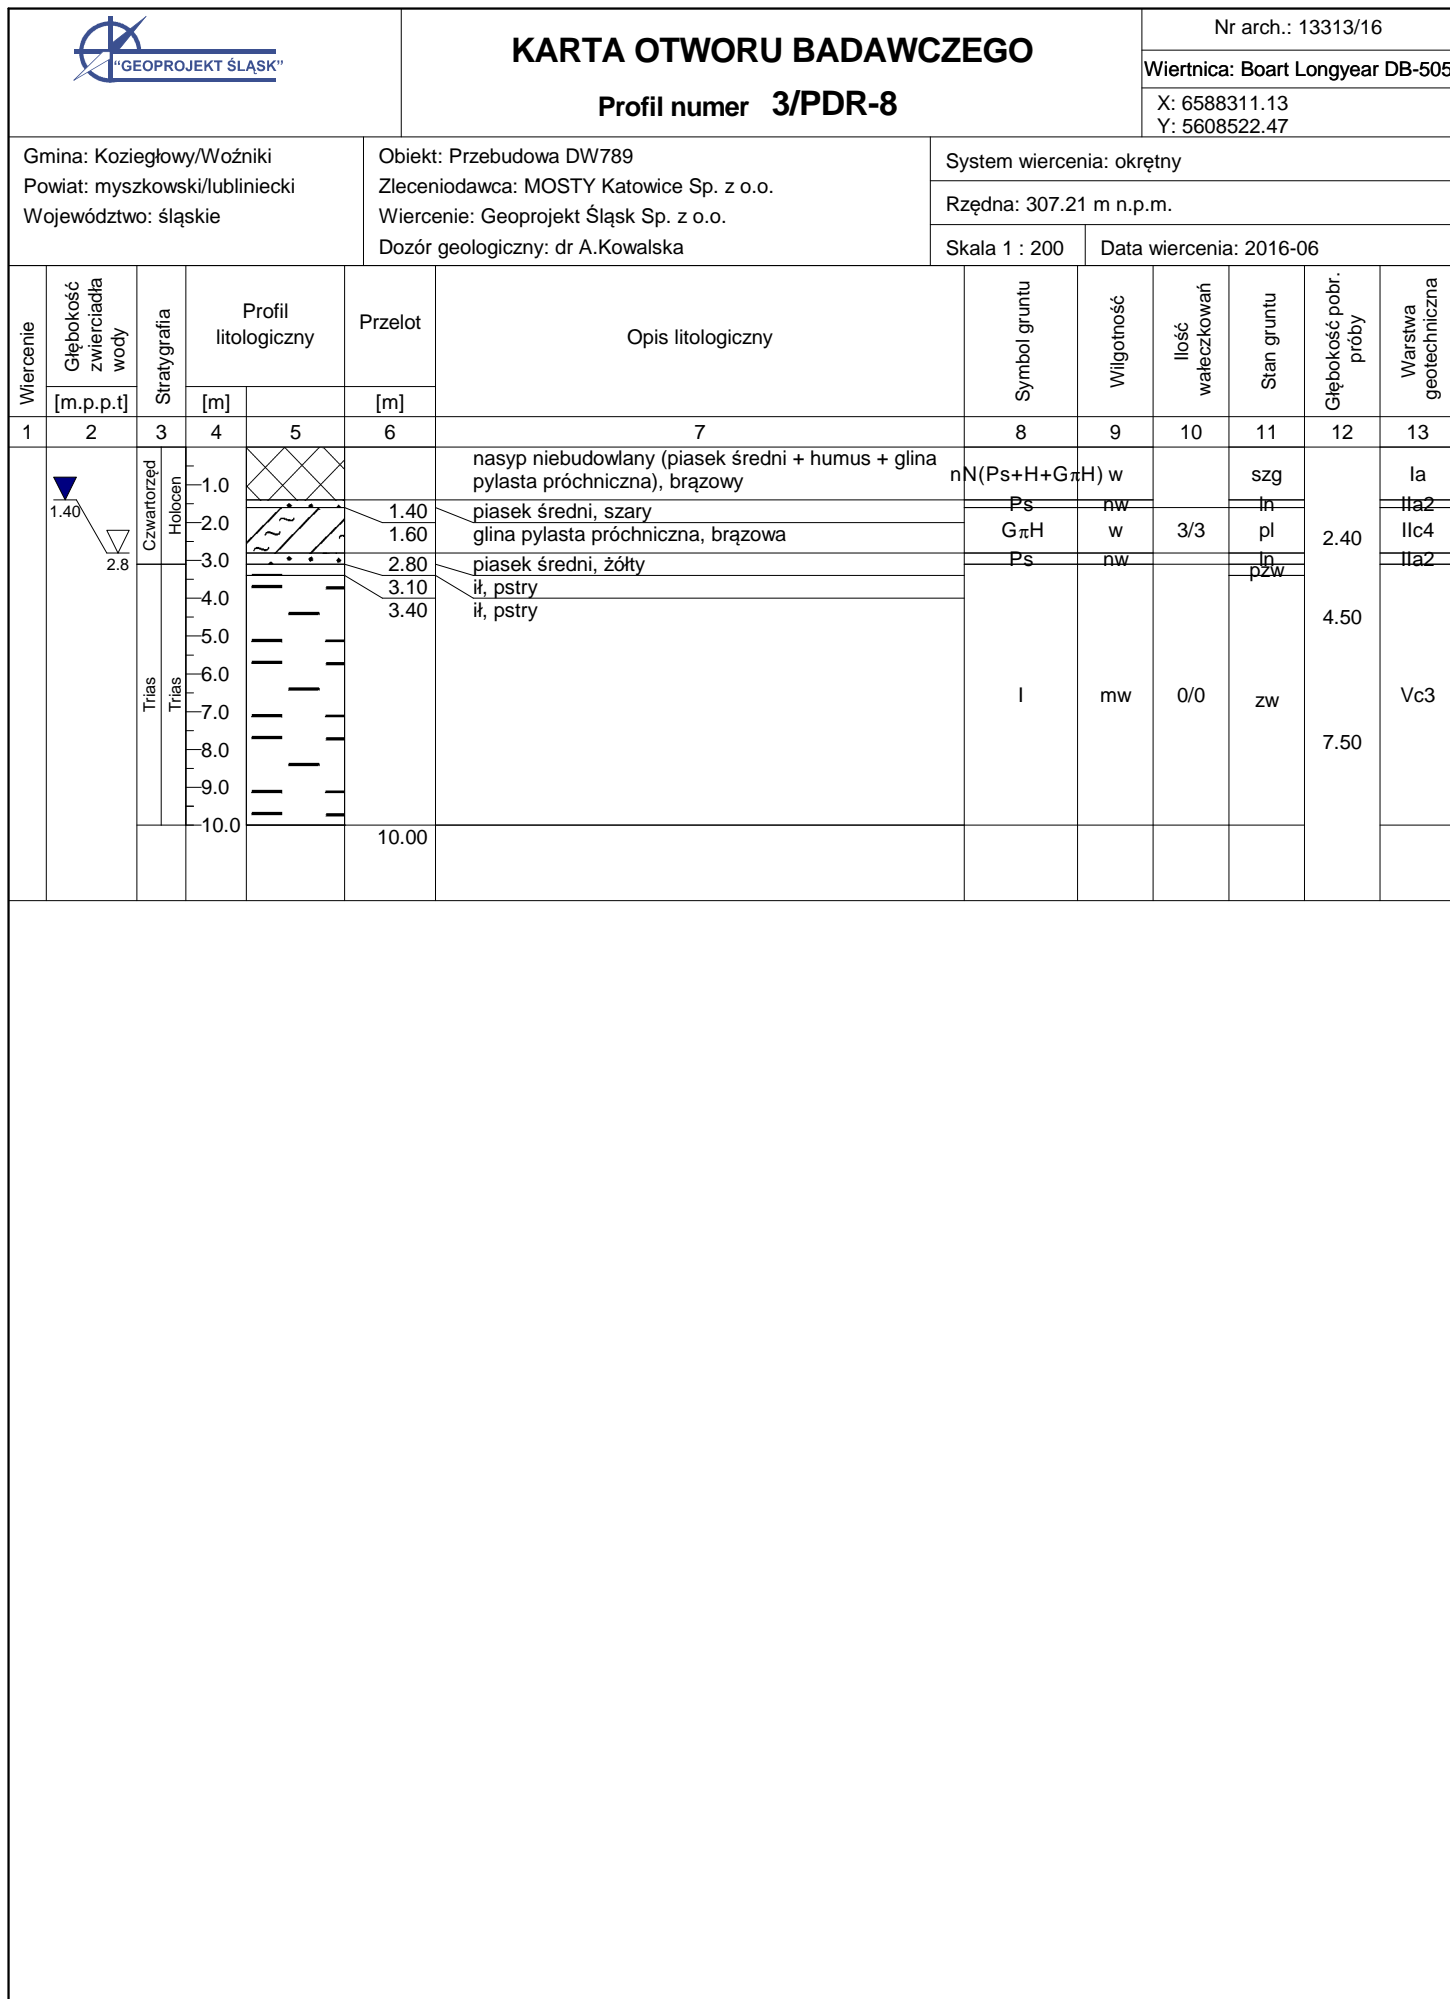 "GEOPROJEKT ŚLĄSK"
KARTA OTWORU BADAWCZEGO
Profil numer 3/PDR-8
Nr arch.: 13313/16
Wiertnica: Boart Longyear DB-505
X: 6588311.13
Y: 5608522.47
Gmina: Koziegłowy/Woźniki
Powiat: myszkowski/lubliniecki
Województwo: śląskie
Obiekt: Przebudowa DW789
Zleceniodawca: MOSTY Katowice Sp. z o.o.
Wiercenie: Geoprojekt Śląsk Sp. z o.o.
Dozór geologiczny: dr A.Kowalska
System wiercenia: okrętny
Rzędna: 307.21 m n.p.m.
Skala 1 : 200
Data wiercenia: 2016-06
Wiercenie
Głębokość
zwierciadła
wody
[m.p.p.t]
Stratygrafia
Profil
litologiczny
[m]
Przelot
[m]
Opis litologiczny
Symbol gruntu
Wilgotność
Ilość
wałeczkowań
Stan gruntu
Głębokość pobr.
próby
Warstwa
geotechniczna
1 2 3 4 5 6 7 8 9 10 11 12 13
1.40
2.8
Czwartorzęd
Holocen
Trias
Trias
1.0
2.0
3.0
4.0
5.0
6.0
7.0
8.0
9.0
10.0
nasyp niebudowlany (piasek średni + humus + glina
pylasta próchniczna), brązowy
nN(Ps+H+GπH) w szg Ia
1.40 piasek średni, szary Ps nw ln IIa2
1.60 glina pylasta próchniczna, brązowa GπH w 3/3 pl 2.40 IIc4
2.80 piasek średni, żółty Ps nw ln IIa2
3.10 ił, pstry pzw
3.40 ił, pstry
4.50
I mw 0/0 zw Vc3
7.50
10.00